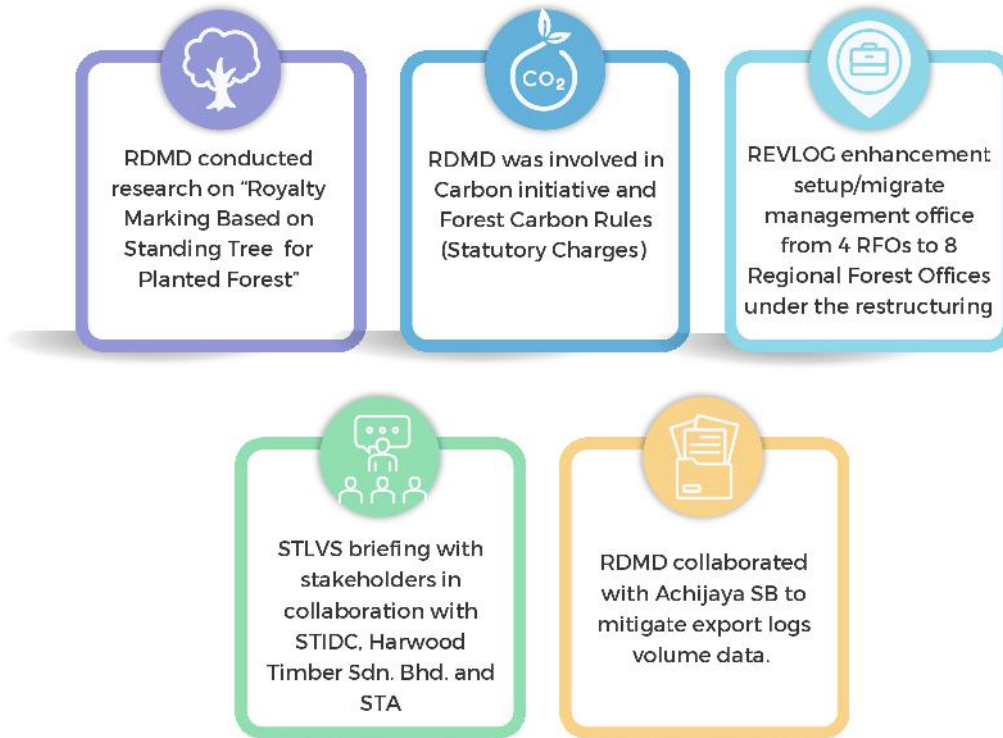 RDMD conducted
research on “Royalty
Marking Based on
Standing Tree for
Planted Forest”
CO₂
RDMD was involved in
Carbon initiative and
Forest Carbon Rules
(Statutory Charges)
REVLOG enhancement
setup/migrate
management office
from 4 RFOs to 8
Regional Forest Offices
under the restructuring
STLVS briefing with
stakeholders in
collaboration with
STIDC, Harwood
Timber Sdn. Bhd. and
STA
RDMD collaborated
with Achijaya SB to
mitigate export logs
volume data.